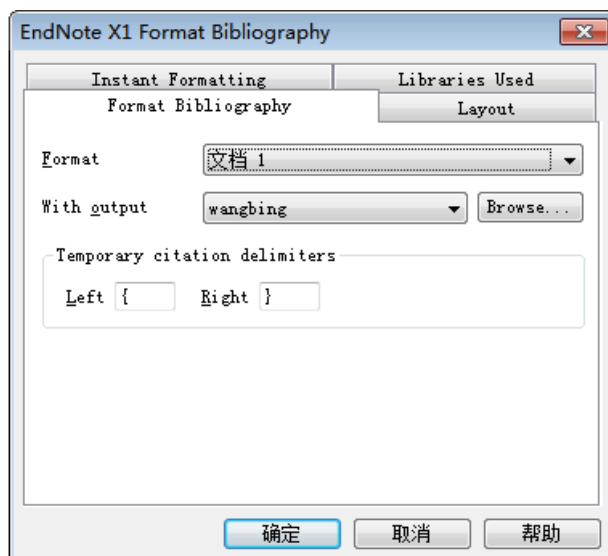 EndNote X1 Format Bibliography
Instant Formatting Libraries Used
Format Bibliography Layout
Format 文档 1
With output wangbing Browse...
Temporary citation delimiters
Left { Right }
确定 取消 帮助